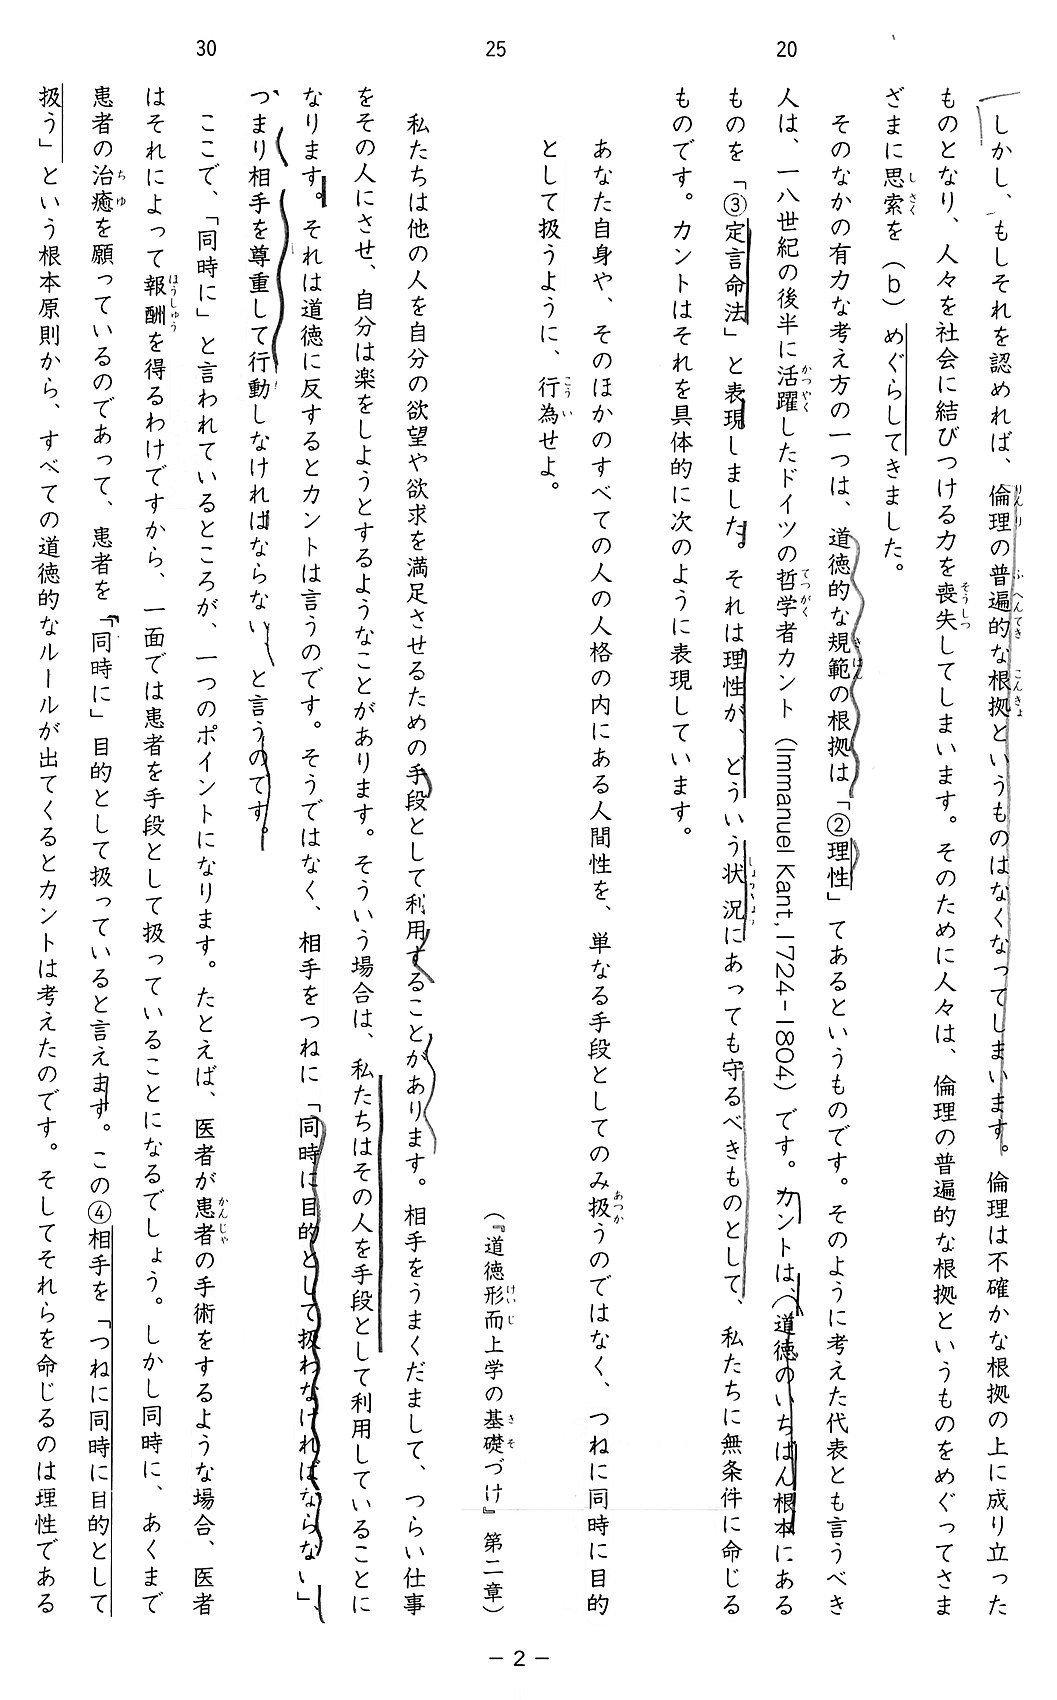 20
25
30
しかし、もしそれを認めれば、倫理の普遍的な根拠というものはなくなってしまいます。倫理は不確かな根拠の上に成り立った
ものとなり、人々を社会に結びつける力を喪失してしまいます。そのために人々は、倫理の普遍的な根拠というものをめぐってさま
ざまに思索を（b）めぐらしてきました。
そのなかの有力な考え方の一つは、道徳的な規範の根拠は「②理性」であるというものです。そのように考えた代表とも言うべき
人は、一八世紀の後半に活躍したドイツの哲学者カント（Immanuel Kant, 1724-1804）です。カントは、道徳のいちばん根本にある
ものを「③定言命法」と表現しました。それは理性が、どういう状況にあっても守るべきものとして、私たちに無条件に命じる
ものです。カントはそれを具体的に次のように表現しています。
あなた自身や、そのほかのすべての人の人格の内にある人間性を、単なる手段としてのみ扱うのではなく、つねに同時に目的
として扱うように、行為せよ。
（『道徳形而上学の基礎づけ』第二章）
私たちは他の人を自分の欲望や欲求を満足させるための手段として利用することがあります。相手をうまくだまして、つらい仕事
をその人にさせ、自分は楽をしようとするようなことがあります。そういう場合は、私たちはその人を手段として利用していることに
なります。それは道徳に反するとカントは言うのです。そうではなく、相手をつねに「同時に目的として扱わなければならない」、
つまり相手を尊重して行動しなければならない、と言うのです。
ここで、「同時に」と言われているところが、一つのポイントになります。たとえば、医者が患者の手術をするような場合、医者
はそれによって報酬を得るわけですから、一面では患者を手段として扱っていることになるでしょう。しかし同時に、あくまで
患者の治癒を願っているのであって、患者を「同時に」目的として扱っていると言えます。この④相手を「つねに同時に目的として
扱う」という根本原則から、すべての道徳的なルールが出てくるとカントは考えたのです。そしてそれらを命じるのは理性である
－2－